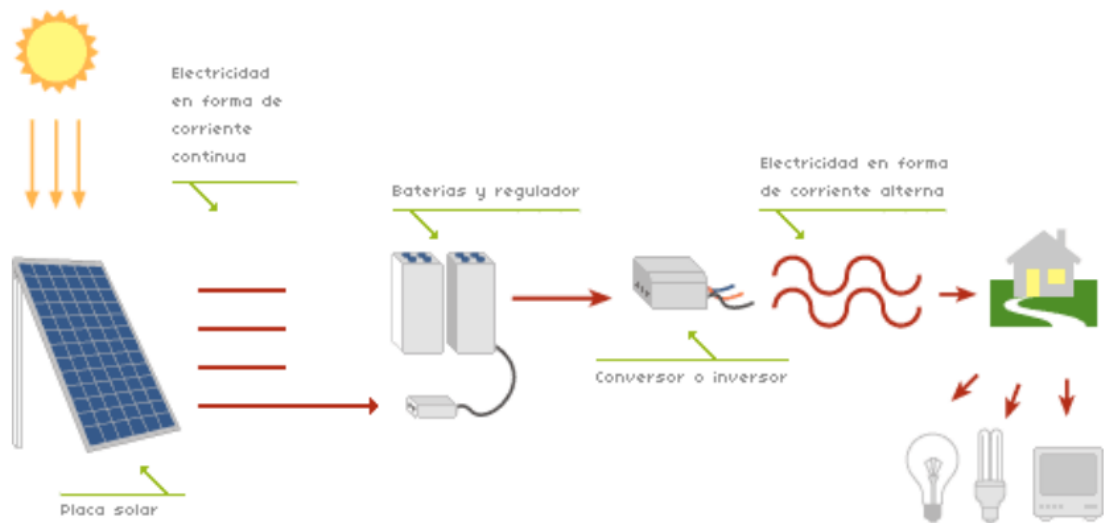 Electricidad
en forma de
corriente
continua
Baterias y regulador
Electricidad en forma
de corriente alterna
Conversor o inversor
Placa solar